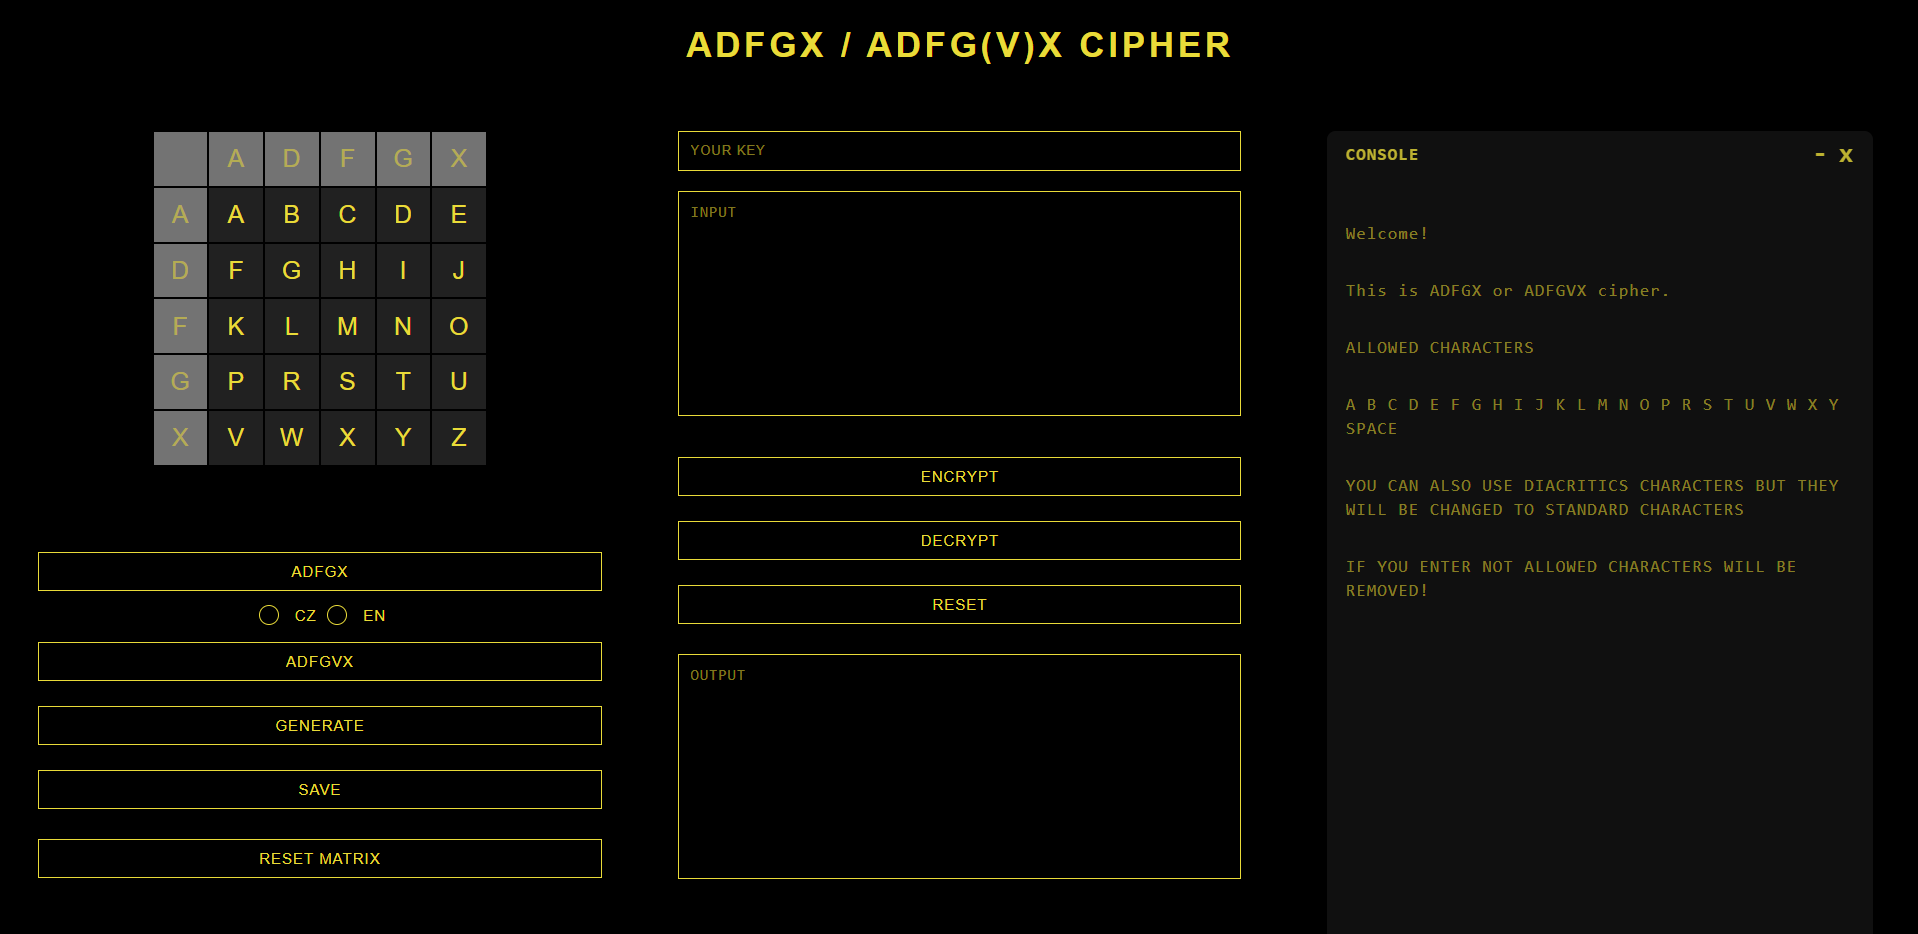 ADFGX / ADFG(V)X CIPHER
A D F G X
A A B C D E
D F G H I J
F K L M N O
G P R S T U
X V W X Y Z
ADFGX
CZ EN
ADFGVX
GENERATE
SAVE
RESET MATRIX
YOUR KEY
INPUT
ENCRYPT
DECRYPT
RESET
OUTPUT
CONSOLE - X
Welcome!
This is ADFGX or ADFGVX cipher.
ALLOWED CHARACTERS
A B C D E F G H I J K L M N O P R S T U V W X Y
SPACE
YOU CAN ALSO USE DIACRITICS CHARACTERS BUT THEY
WILL BE CHANGED TO STANDARD CHARACTERS
IF YOU ENTER NOT ALLOWED CHARACTERS WILL BE
REMOVED!